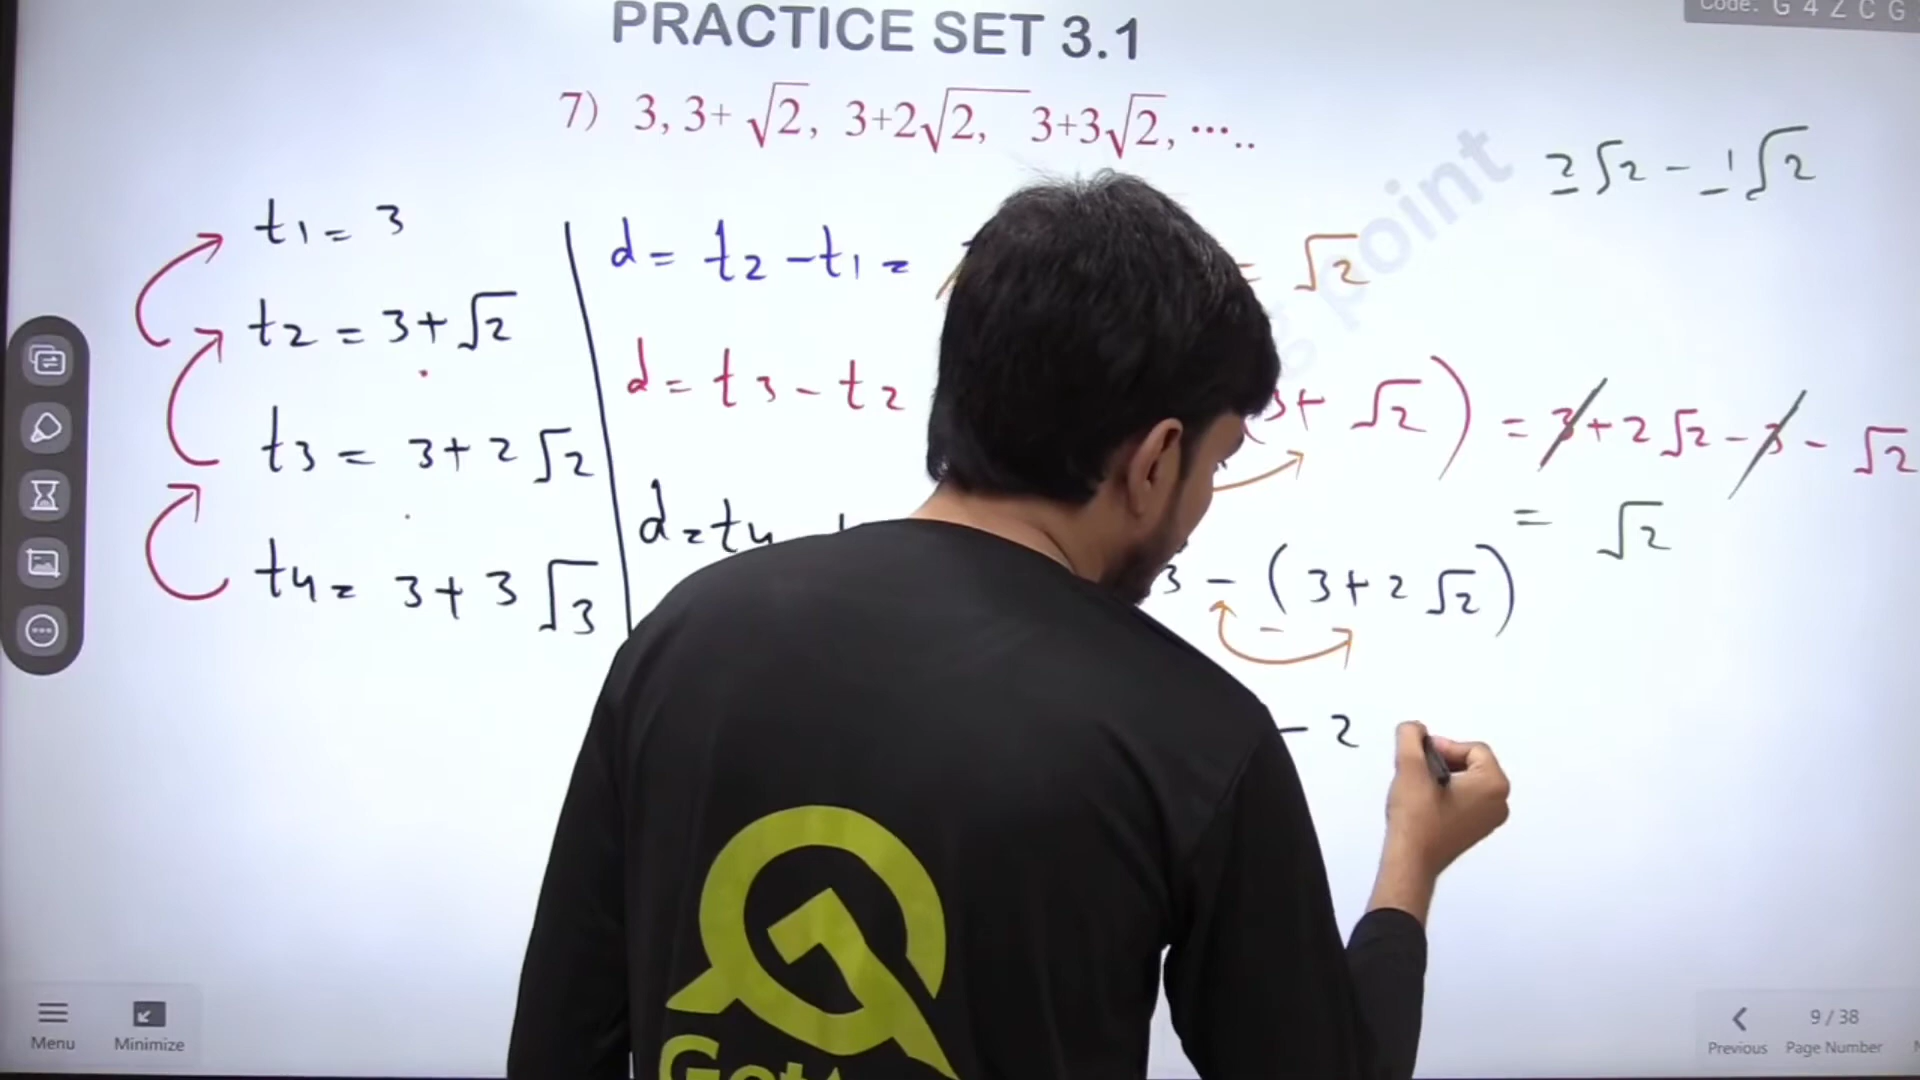 Code: G 4 Z C G
PRACTICE SET 3.1
7) 3, 3+ √2, 3+2√2, 3+3√2, .....
2√2 - 1√2
t1 = 3
d = t2 - t1 = = √2
t2 = 3+√2
d = t3 - t2 3+ √2) = 3+2√2-3-√2
t3 = 3+2√2
= √2
d = t4
t4 = 3+3√3
3 - (3+2√2)
- 2
point
Menu
Minimize
Previous
9 / 38
Page Number